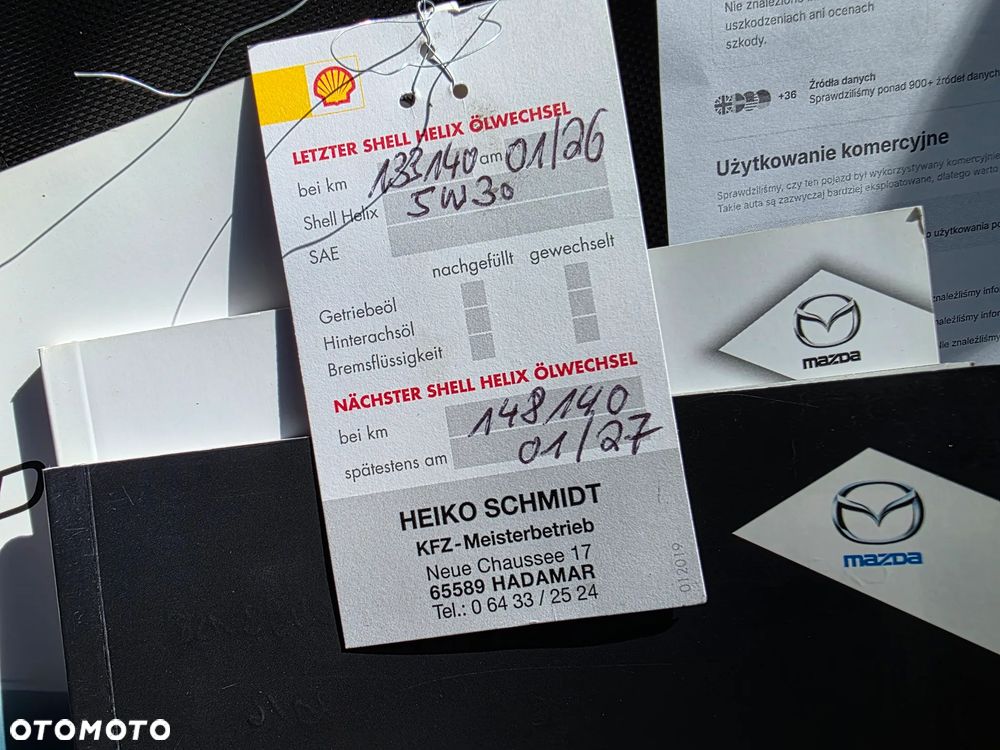 LETZTER SHELL HELIX ÖLWECHSEL
bei km 133140 am 01/26
Shell Helix 5W30
SAE
nachgefüllt gewechselt
Getriebeöl
Hinterachsöl
Bremsflüssigkeit
NÄCHSTER SHELL HELIX ÖLWECHSEL
bei km 148140
spätestens am 01/27
HEIKO SCHMIDT
KFZ-Meisterbetrieb
Neue Chaussee 17
65589 HADAMAR
Tel.: 0 64 33 / 25 24
012019
Nie znaleziono
uszkodzeniach ani ocenach
szkody.
+36
Źródła danych
Sprawdziliśmy ponad 900+ źródeł danych
Użytkowanie komercyjne
Sprawdziliśmy, czy ten pojazd był wykorzystywany komercyjnie
Takie auta są zazwyczaj bardziej eksploatowane, dlatego warto
o użytkowania
mazda
mazda
OTOMOTO